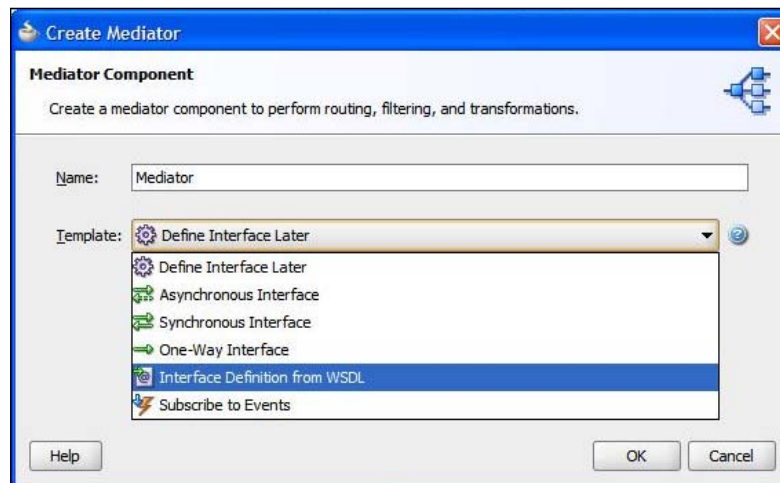 Create Mediator
Mediator Component
Create a mediator component to perform routing, filtering, and transformations.
Name: Mediator
Template: Define Interface Later
Define Interface Later
Asynchronous Interface
Synchronous Interface
One-Way Interface
Interface Definition from WSDL
Subscribe to Events
Help OK Cancel